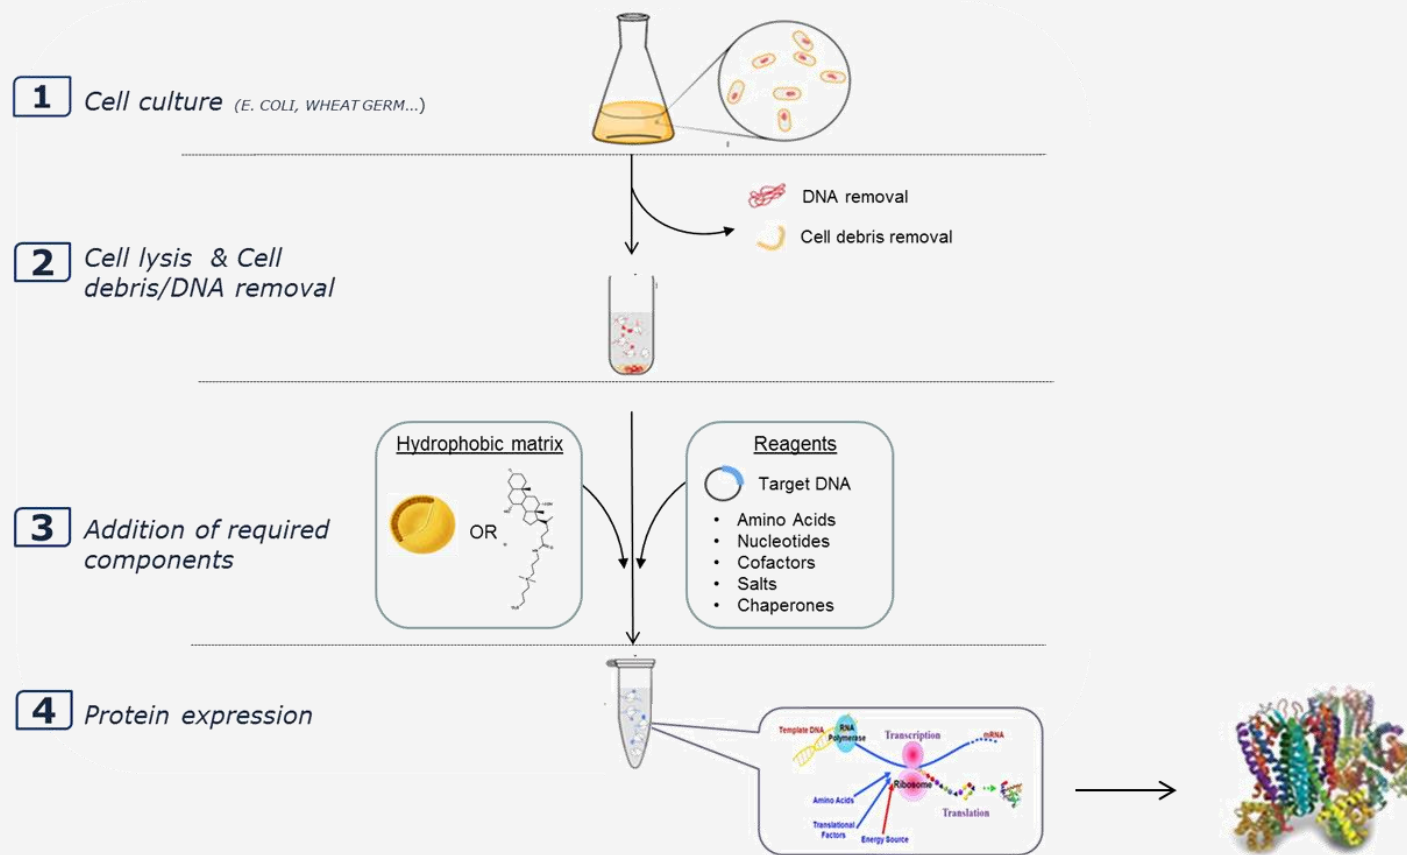 1
Cell culture (E. COLI, WHEAT GERM...)
DNA removal
Cell debris removal
2
Cell lysis & Cell
debris/DNA removal
Hydrophobic matrix
OR
Reagents
Target DNA
• Amino Acids
• Nucleotides
• Cofactors
• Salts
• Chaperones
3
Addition of required
components
4
Protein expression
Template DNA
RNA
Polymerase
Transcription
mRNA
Ribosome
Amino Acids
Translational
Factors
Energy Source
Translation